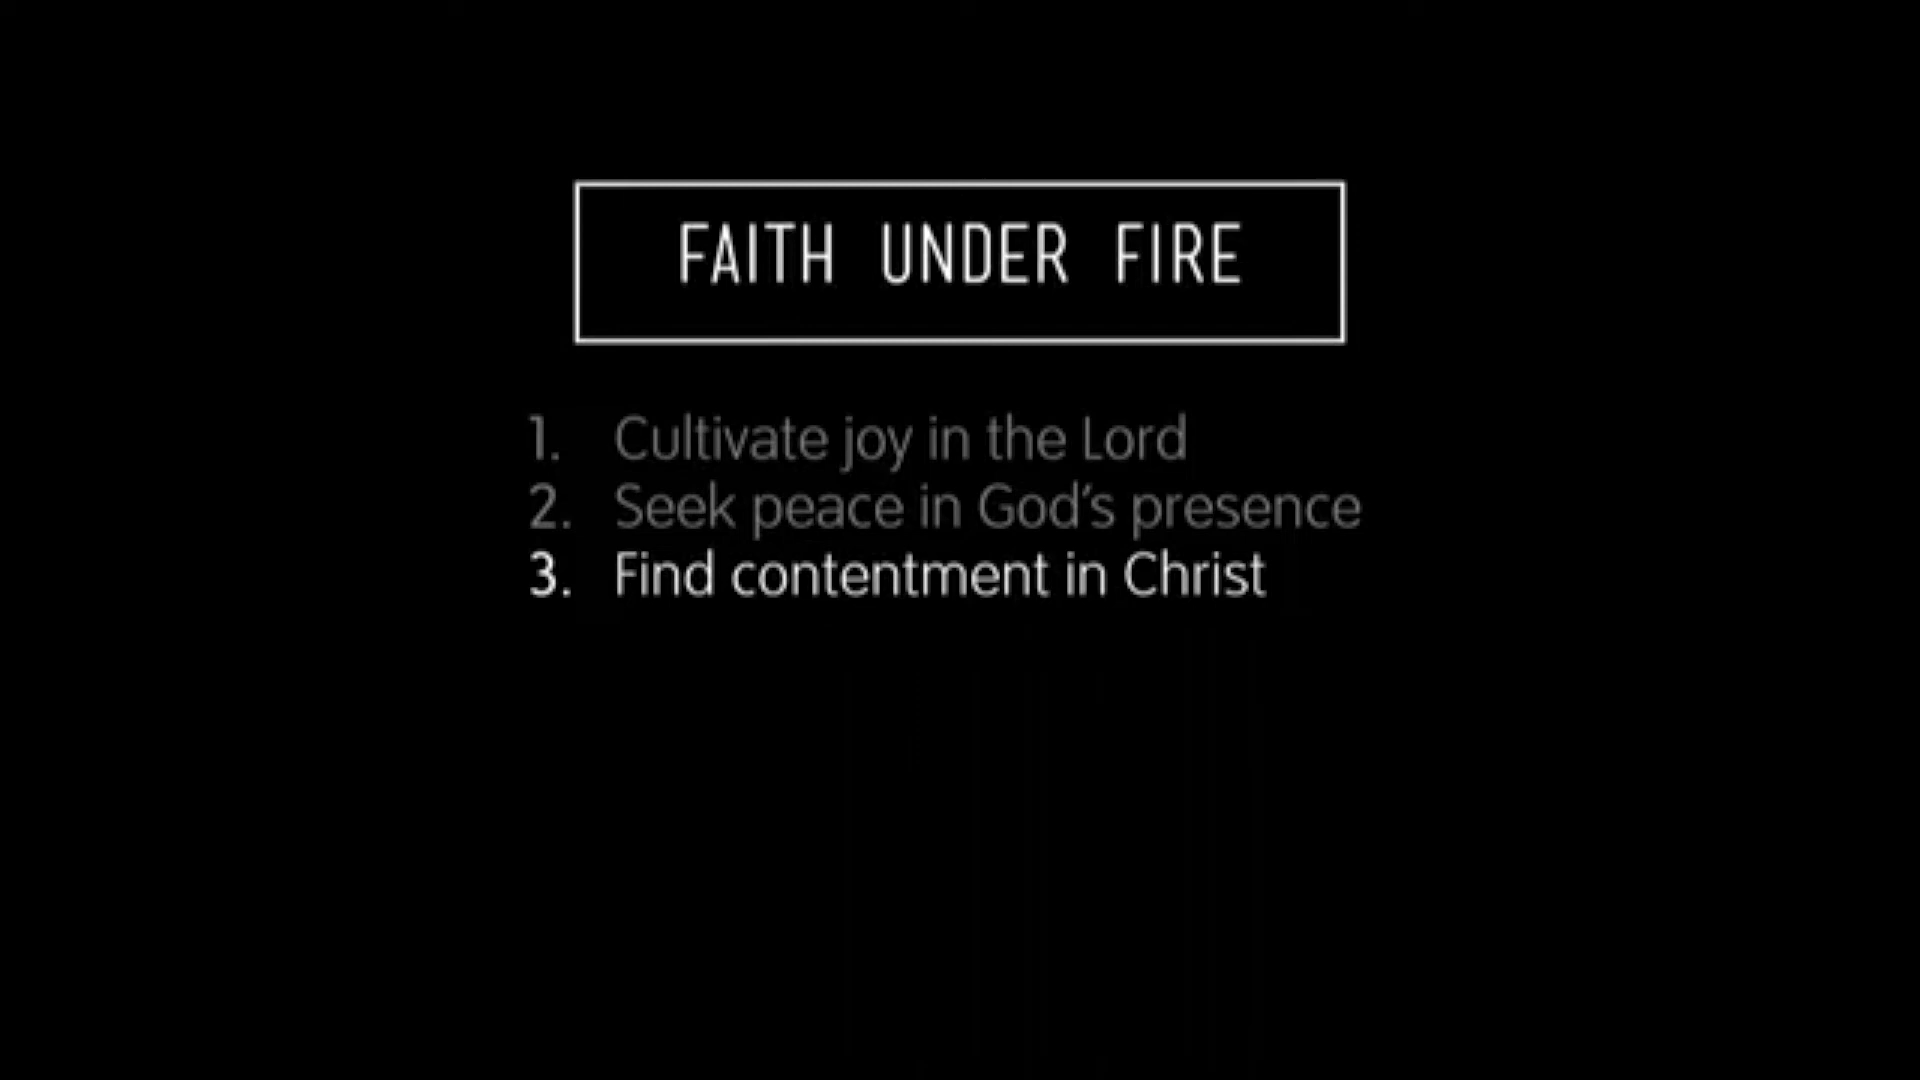 FAITH UNDER FIRE
1. Cultivate joy in the Lord
2. Seek peace in God's presence
3. Find contentment in Christ